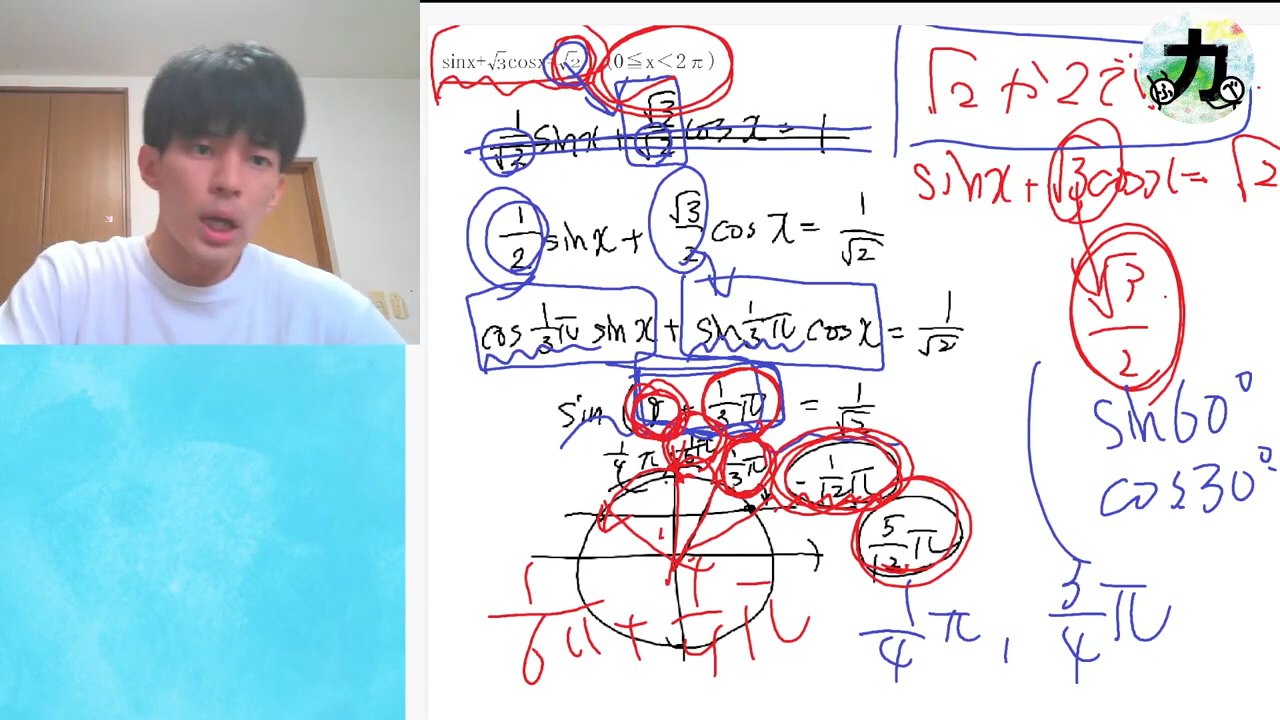 sinx+√3cosx=√2 (0≦x<2π)
1/√2 sinx + √3/√2 cosx = 1
1/2 sinx + √3/2 cosx = 1/√2
cos 1/3π sinx + sin 1/3π cosx = 1/√2
sin 1/3π = 1/√2
1/4π
1/3π
-1/12π
5/12π
1/6π + 1/4π
1/4π, 3/4π
√2か2で
カ
sinx + √3cosx = √2
√3/2
sin60°
cos30°